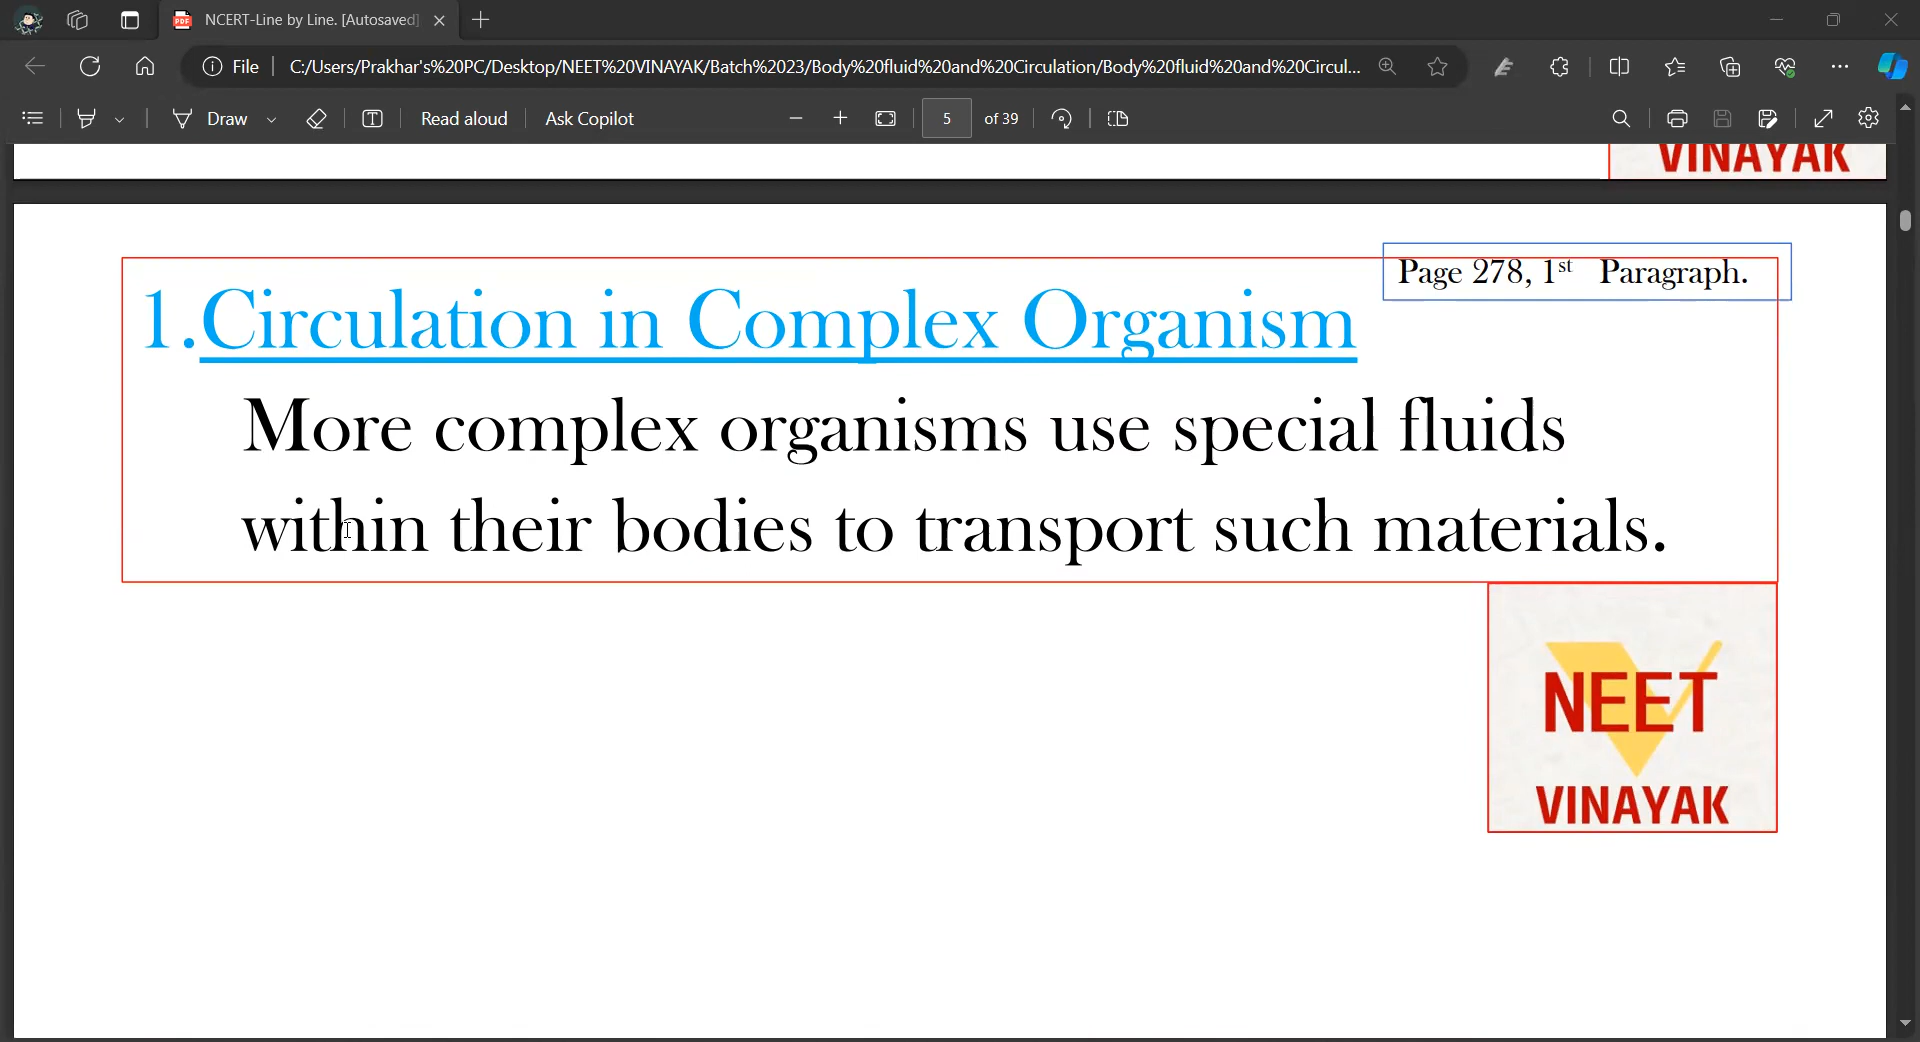 NCERT-Line by Line. [Autosaved]
File
C:/Users/Prakhar's%20PC/Desktop/NEET%20VINAYAK/Batch%2023/Body%20fluid%20and%20Circulation/Body%20fluid%20and%20Circul...
Draw
Read aloud
Ask Copilot
5
of 39
VINAYAK
Page 278, 1st Paragraph.
1.Circulation in Complex Organism
More complex organisms use special fluids
within their bodies to transport such materials.
NEET
VINAYAK